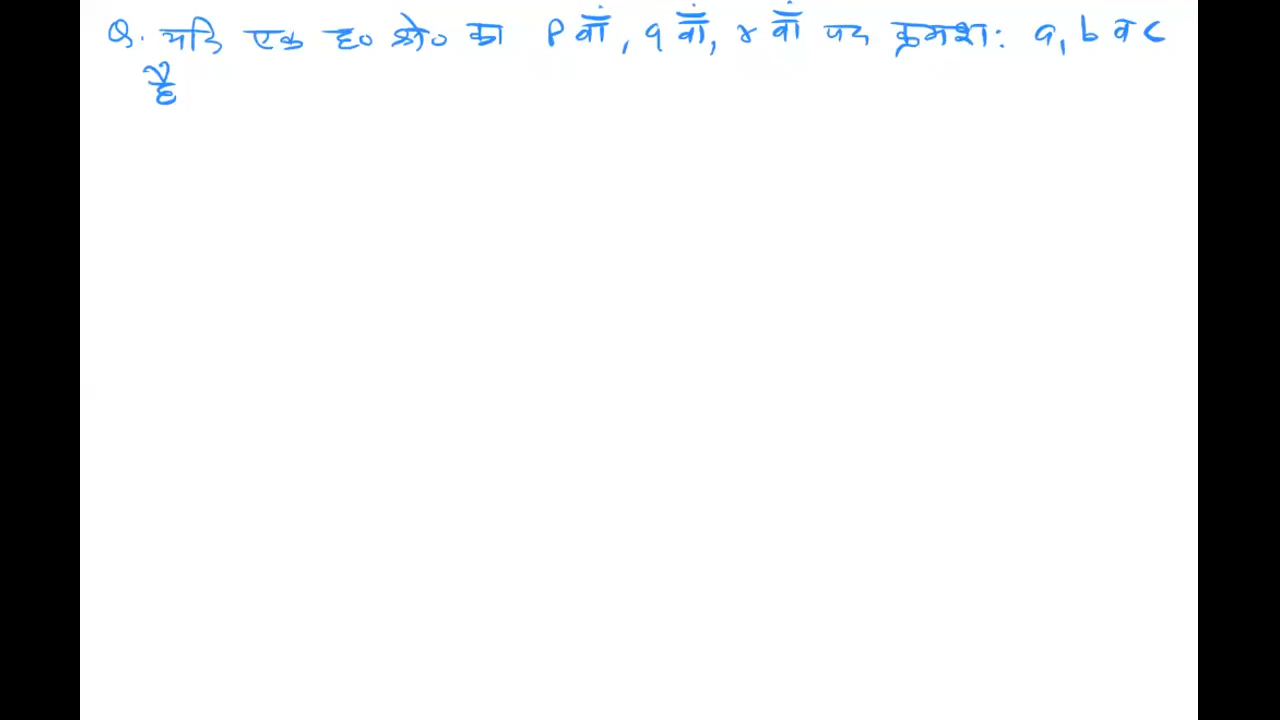 Q. यदि एक ह० श्रे० का p वाँ, q वाँ, r वाँ पद क्रमश: a, b व c
है